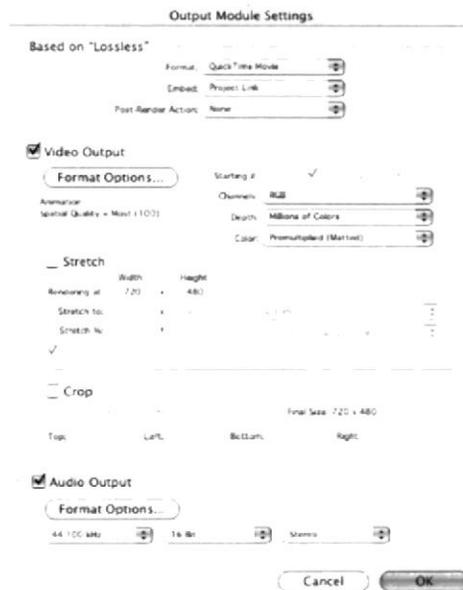 Output Module Settings
Based on "Lossless"
Format: QuickTime Movie
Embed: Project Link
Post-Render Action: None
Video Output
Format Options... Starting #
Channels: RGB
Animation
Depth: Millions of Colors
Spatial Quality = Most (100)
Color: Premultiplied (Matted)
Stretch
Width Height
Rendering at: 720 x 480
Stretch to: x
Stretch %: x
Crop
Final Size: 720 x 480
Top: Left: Bottom: Right:
Audio Output
Format Options...
44.100 kHz 16 Bit Stereo
Cancel OK